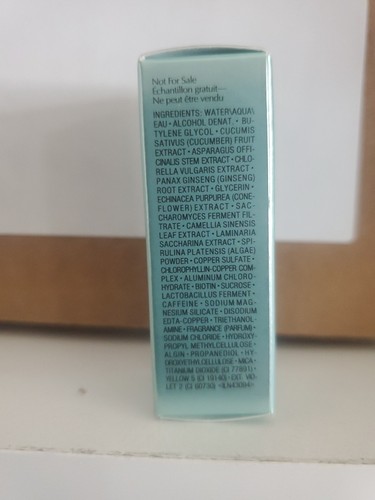 Not For Sale
Échantillon gratuit—
Ne peut être vendu
INGREDIENTS: WATER\AQUA\
EAU • ALCOHOL DENAT. • BU-
TYLENE GLYCOL • CUCUMIS
SATIVUS (CUCUMBER) FRUIT
EXTRACT • ASPARAGUS OFFI-
CINALIS STEM EXTRACT • CHLO-
RELLA VULGARIS EXTRACT •
PANAX GINSENG (GINSENG)
ROOT EXTRACT • GLYCERIN •
ECHINACEA PURPUREA (CONE-
FLOWER) EXTRACT • SAC-
CHAROMYCES FERMENT FIL-
TRATE • CAMELLIA SINENSIS
LEAF EXTRACT • LAMINARIA
SACCHARINA EXTRACT • SPI-
RULINA PLATENSIS (ALGAE)
POWDER • COPPER SULFATE •
CHLOROPHYLLIN-COPPER COM-
PLEX • ALUMINUM CHLORO-
HYDRATE • BIOTIN • SUCROSE •
LACTOBACILLUS FERMENT •
CAFFEINE • SODIUM MAG-
NESIUM SILICATE • DISODIUM
EDTA-COPPER • TRIETHANOL-
AMINE • FRAGRANCE (PARFUM) •
SODIUM CHLORIDE • HYDROXY-
PROPYL METHYLCELLULOSE •
ALGIN • PROPANEDIOL • HY-
DROXYETHYLCELLULOSE • MICA •
TITANIUM DIOXIDE (CI 77891) •
YELLOW 5 (CI 19140) • EXT. VIO-
LET 2 (CI 60730) <ILN43084>